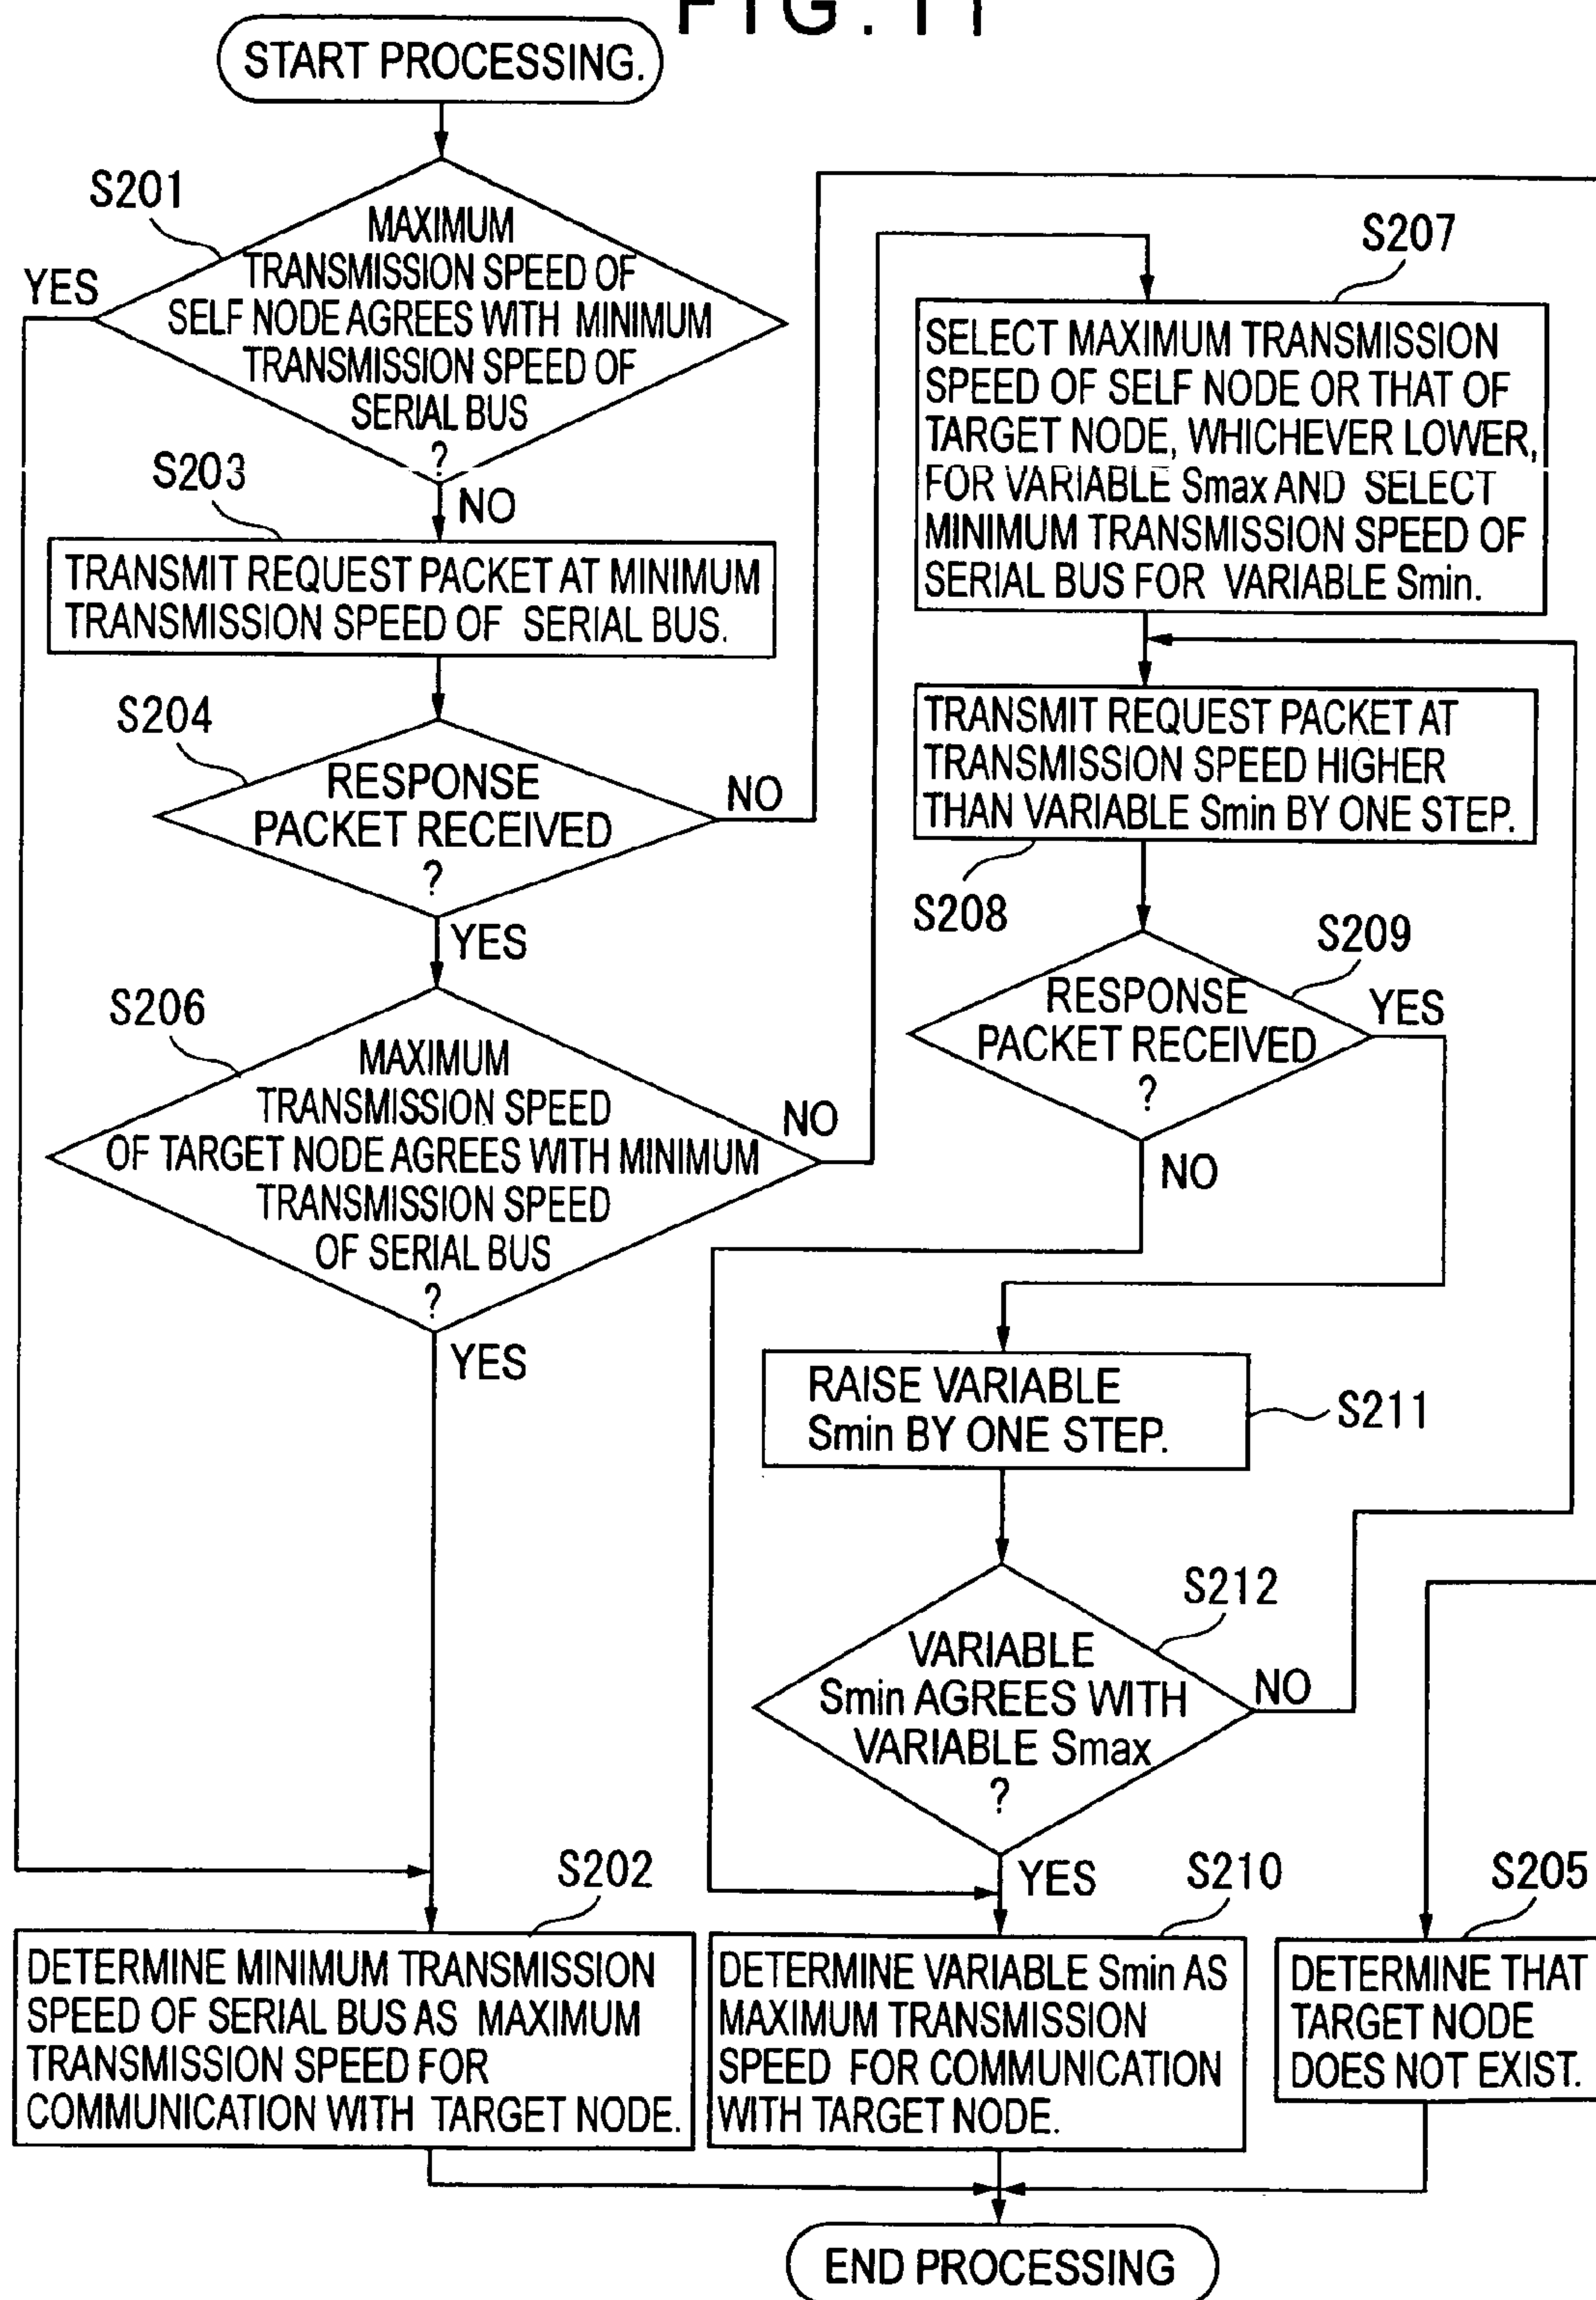 FIG. 11
START PROCESSING.
S201
MAXIMUM
TRANSMISSION SPEED OF
SELF NODE AGREES WITH MINIMUM
TRANSMISSION SPEED OF
SERIAL BUS
?
YES
NO
S203
TRANSMIT REQUEST PACKET AT MINIMUM
TRANSMISSION SPEED OF SERIAL BUS.
S204
RESPONSE
PACKET RECEIVED
?
NO
YES
S206
MAXIMUM
TRANSMISSION SPEED
OF TARGET NODE AGREES WITH MINIMUM
TRANSMISSION SPEED
OF SERIAL BUS
?
NO
YES
S207
SELECT MAXIMUM TRANSMISSION
SPEED OF SELF NODE OR THAT OF
TARGET NODE, WHICHEVER LOWER,
FOR VARIABLE Smax AND SELECT
MINIMUM TRANSMISSION SPEED OF
SERIAL BUS FOR VARIABLE Smin.
TRANSMIT REQUEST PACKET AT
TRANSMISSION SPEED HIGHER
THAN VARIABLE Smin BY ONE STEP.
S208
S209
RESPONSE
PACKET RECEIVED
?
YES
NO
RAISE VARIABLE
Smin BY ONE STEP.
S211
S212
VARIABLE
Smin AGREES WITH
VARIABLE Smax
?
NO
YES
S202
DETERMINE MINIMUM TRANSMISSION
SPEED OF SERIAL BUS AS MAXIMUM
TRANSMISSION SPEED FOR
COMMUNICATION WITH TARGET NODE.
S210
DETERMINE VARIABLE Smin AS
MAXIMUM TRANSMISSION
SPEED FOR COMMUNICATION
WITH TARGET NODE.
S205
DETERMINE THAT
TARGET NODE
DOES NOT EXIST.
END PROCESSING